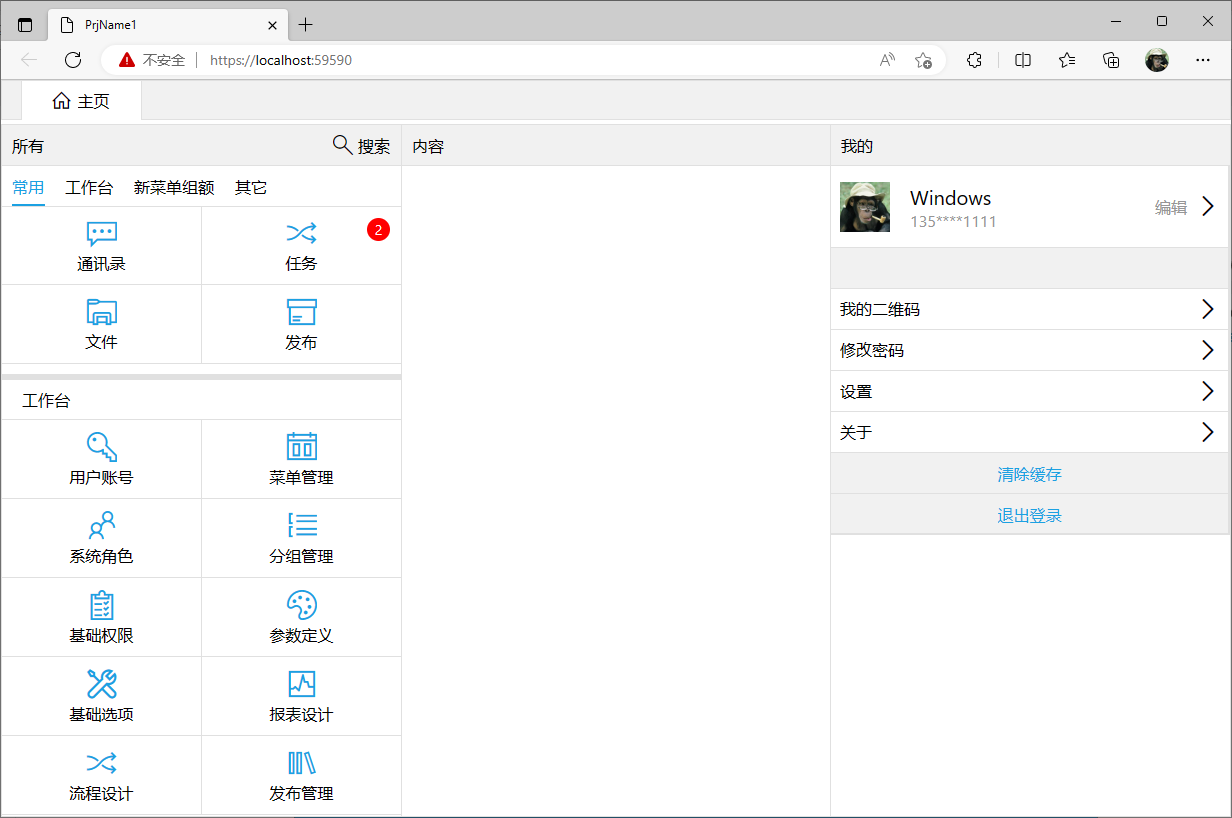 PrjName1
不安全 https://localhost:59590
主页
所有 搜索
常用 工作台 新菜单组额 其它
通讯录 任务 2
文件 发布
工作台
用户账号 菜单管理
系统角色 分组管理
基础权限 参数定义
基础选项 报表设计
流程设计 发布管理
内容
我的
Windows
135****1111
编辑
我的二维码
修改密码
设置
关于
清除缓存
退出登录